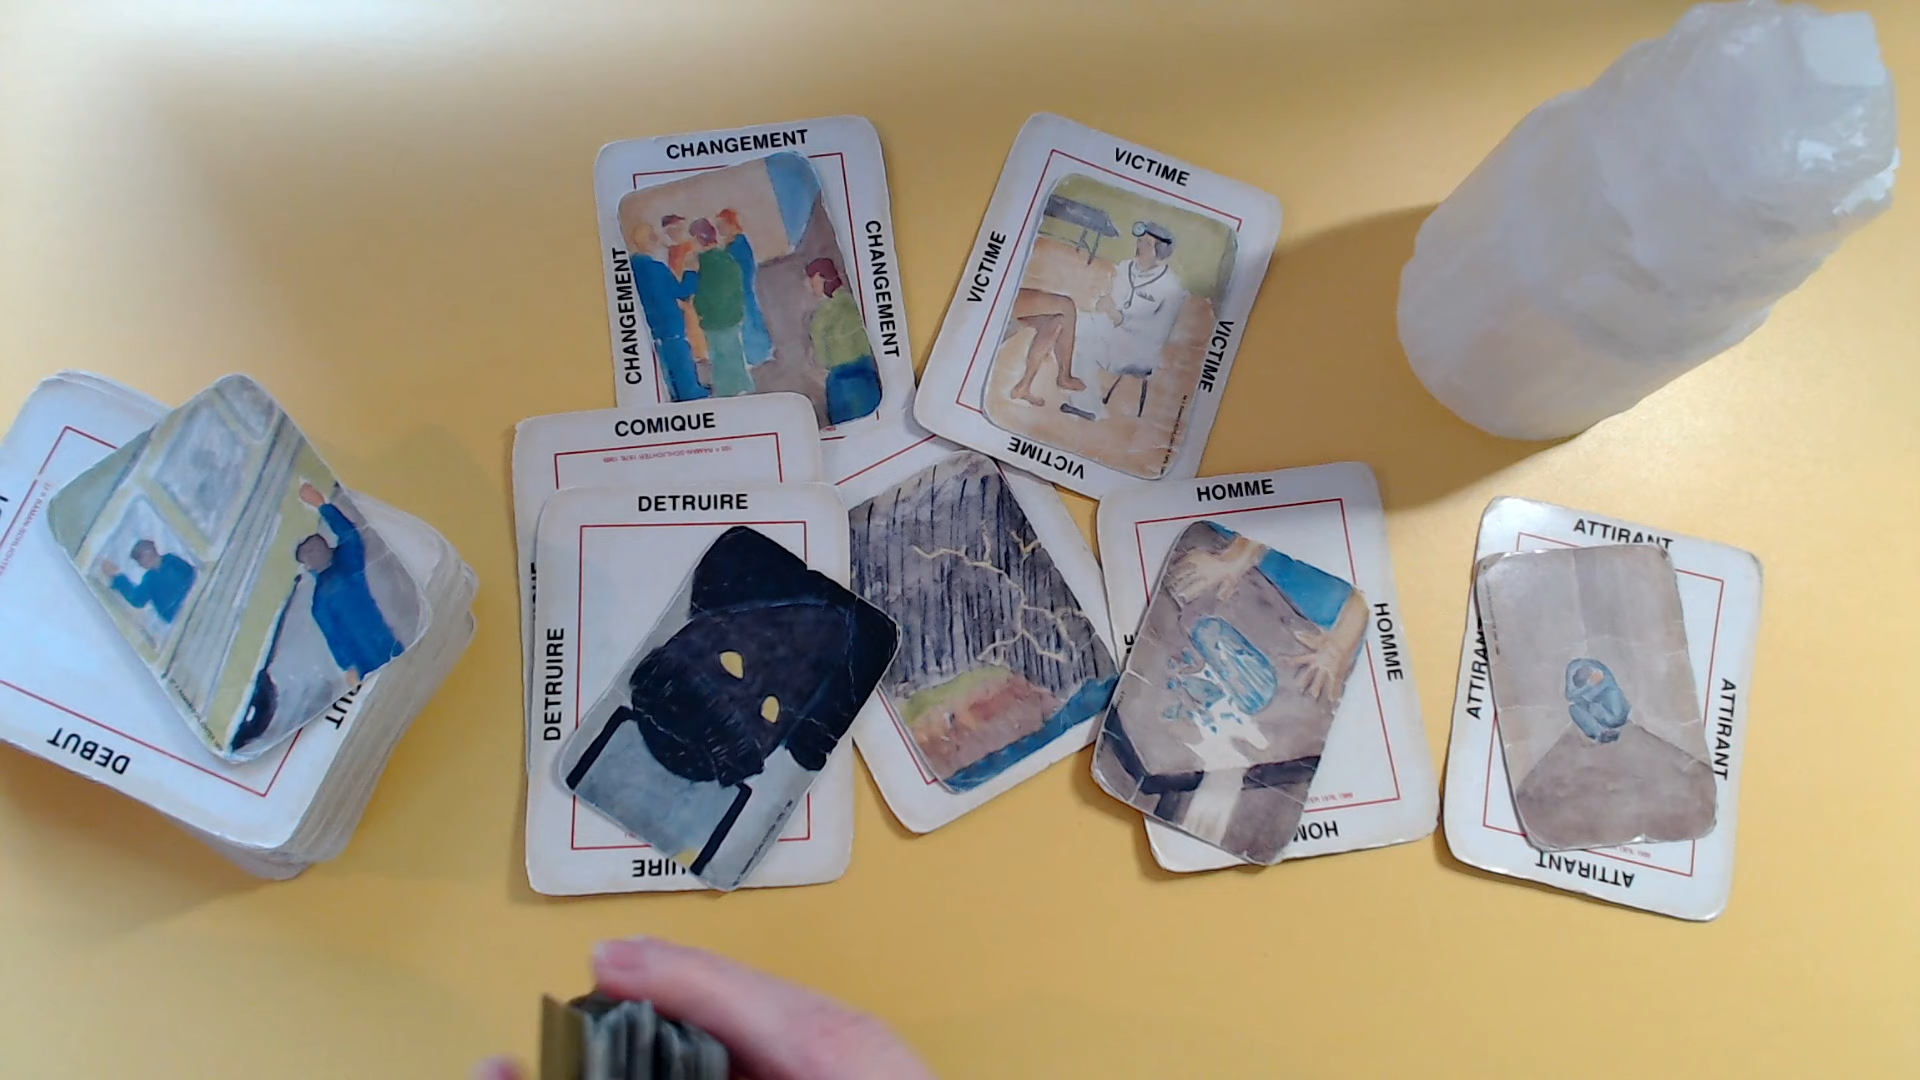 CHANGEMENT
CHANGEMENT
CHANGEMENT
VICTIME
VICTIME
VICTIME
VICTIME
COMIQUE
DETRUIRE
DETRUIRE
HOMME
HOMME
ATTIRANT
ATTIRANT
ATTIRANT
DEBUT